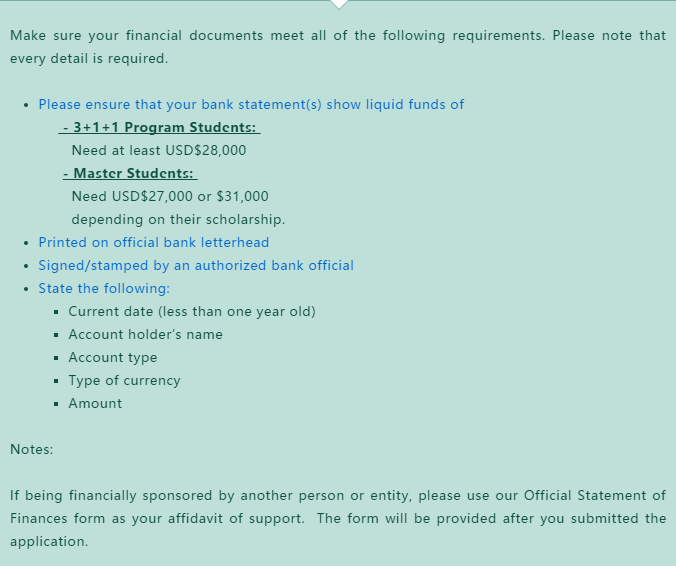 Make sure your financial documents meet all of the following requirements. Please note that
every detail is required.
• Please ensure that your bank statement(s) show liquid funds of
- 3+1+1 Program Students:
Need at least USD$28,000
- Master Students:
Need USD$27,000 or $31,000
depending on their scholarship.
• Printed on official bank letterhead
• Signed/stamped by an authorized bank official
• State the following:
▪ Current date (less than one year old)
▪ Account holder's name
▪ Account type
▪ Type of currency
▪ Amount
Notes:
If being financially sponsored by another person or entity, please use our Official Statement of
Finances form as your affidavit of support. The form will be provided after you submitted the
application.